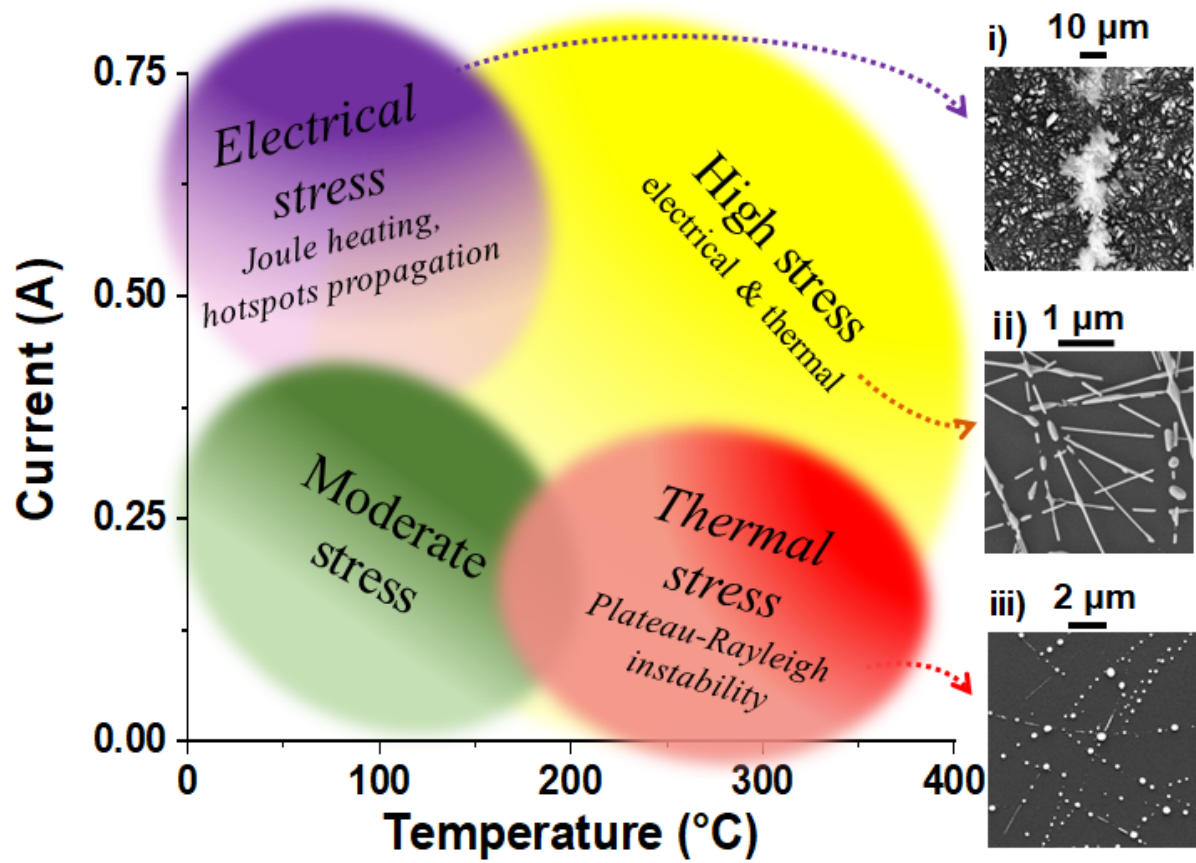 Current (A)
0.75
0.50
0.25
0.00
0
100
200
300
400
Temperature (°C)
Electrical
stress
Joule heating,
hotspots propagation
High stress
electrical & thermal
Moderate
stress
Thermal
stress
Plateau-Rayleigh
instability
i) 10 µm
ii) 1 µm
iii) 2 µm